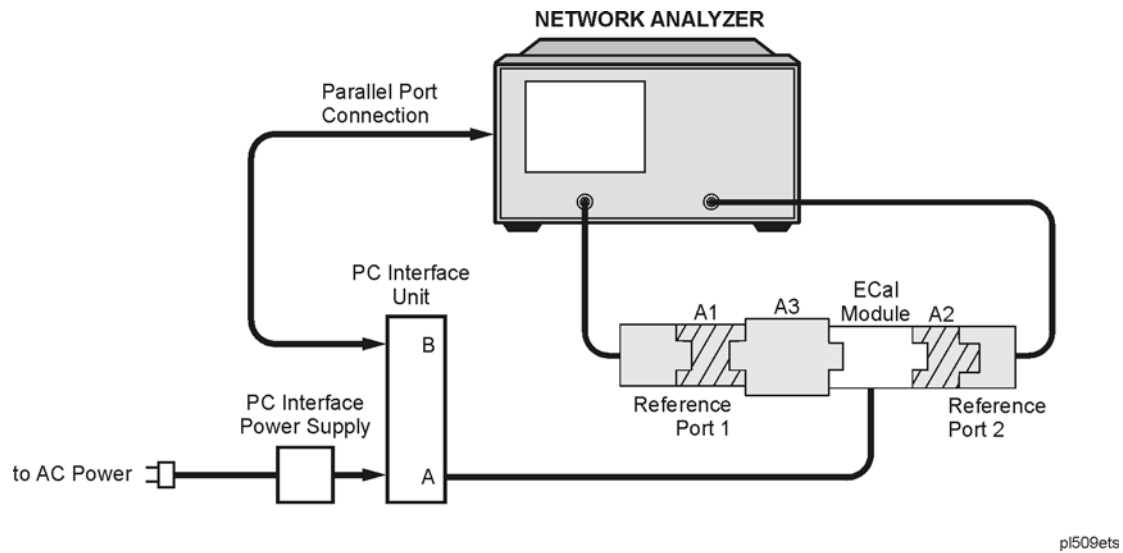 NETWORK ANALYZER
Parallel Port
Connection
PC Interface
Unit
B
A1
A3
ECal
Module
A2
Reference
Port 1
Reference
Port 2
PC Interface
Power Supply
to AC Power
A
pl509ets